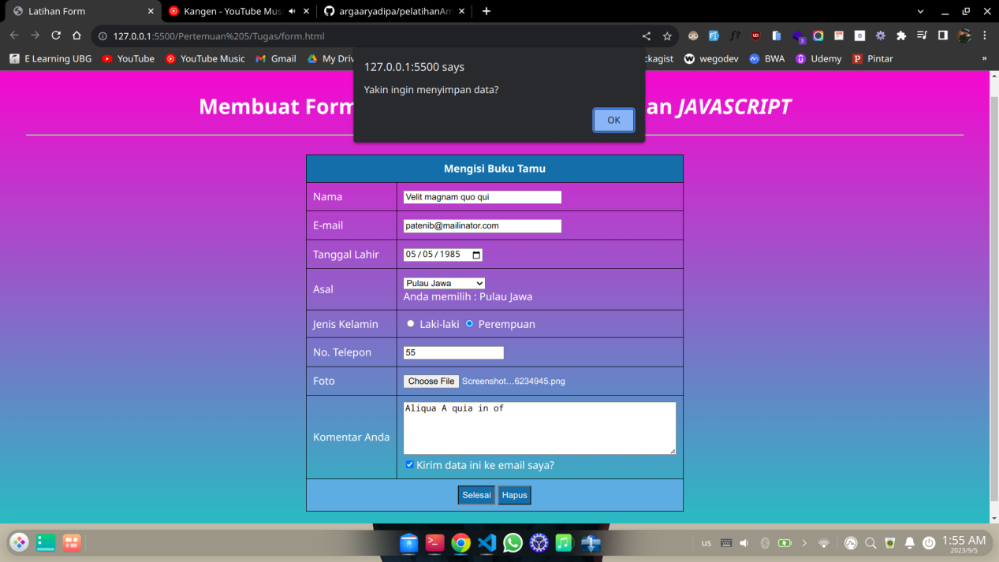 Latihan Form
Kangen - YouTube Mus
argaaryadipa/pelatihanAm
127.0.0.1:5500/Pertemuan%205/Tugas/form.html
E Learning UBG
YouTube
YouTube Music
Gmail
My Driv
ckagist
wegodev
BWA
Udemy
Pintar
»
127.0.0.1:5500 says
Yakin ingin menyimpan data?
OK
Membuat Form
an JAVASCRIPT
Mengisi Buku Tamu
Nama
Velit magnam quo qui
E-mail
patenib@mailinator.com
Tanggal Lahir
05/05/1985
Asal
Pulau Jawa
Anda memilih : Pulau Jawa
Jenis Kelamin
Laki-laki
Perempuan
No. Telepon
55
Foto
Choose File
Screenshot...6234945.png
Komentar Anda
Aliqua A quia in of
Kirim data ini ke email saya?
Selesai
Hapus
us
1:55 AM
2023/9/5